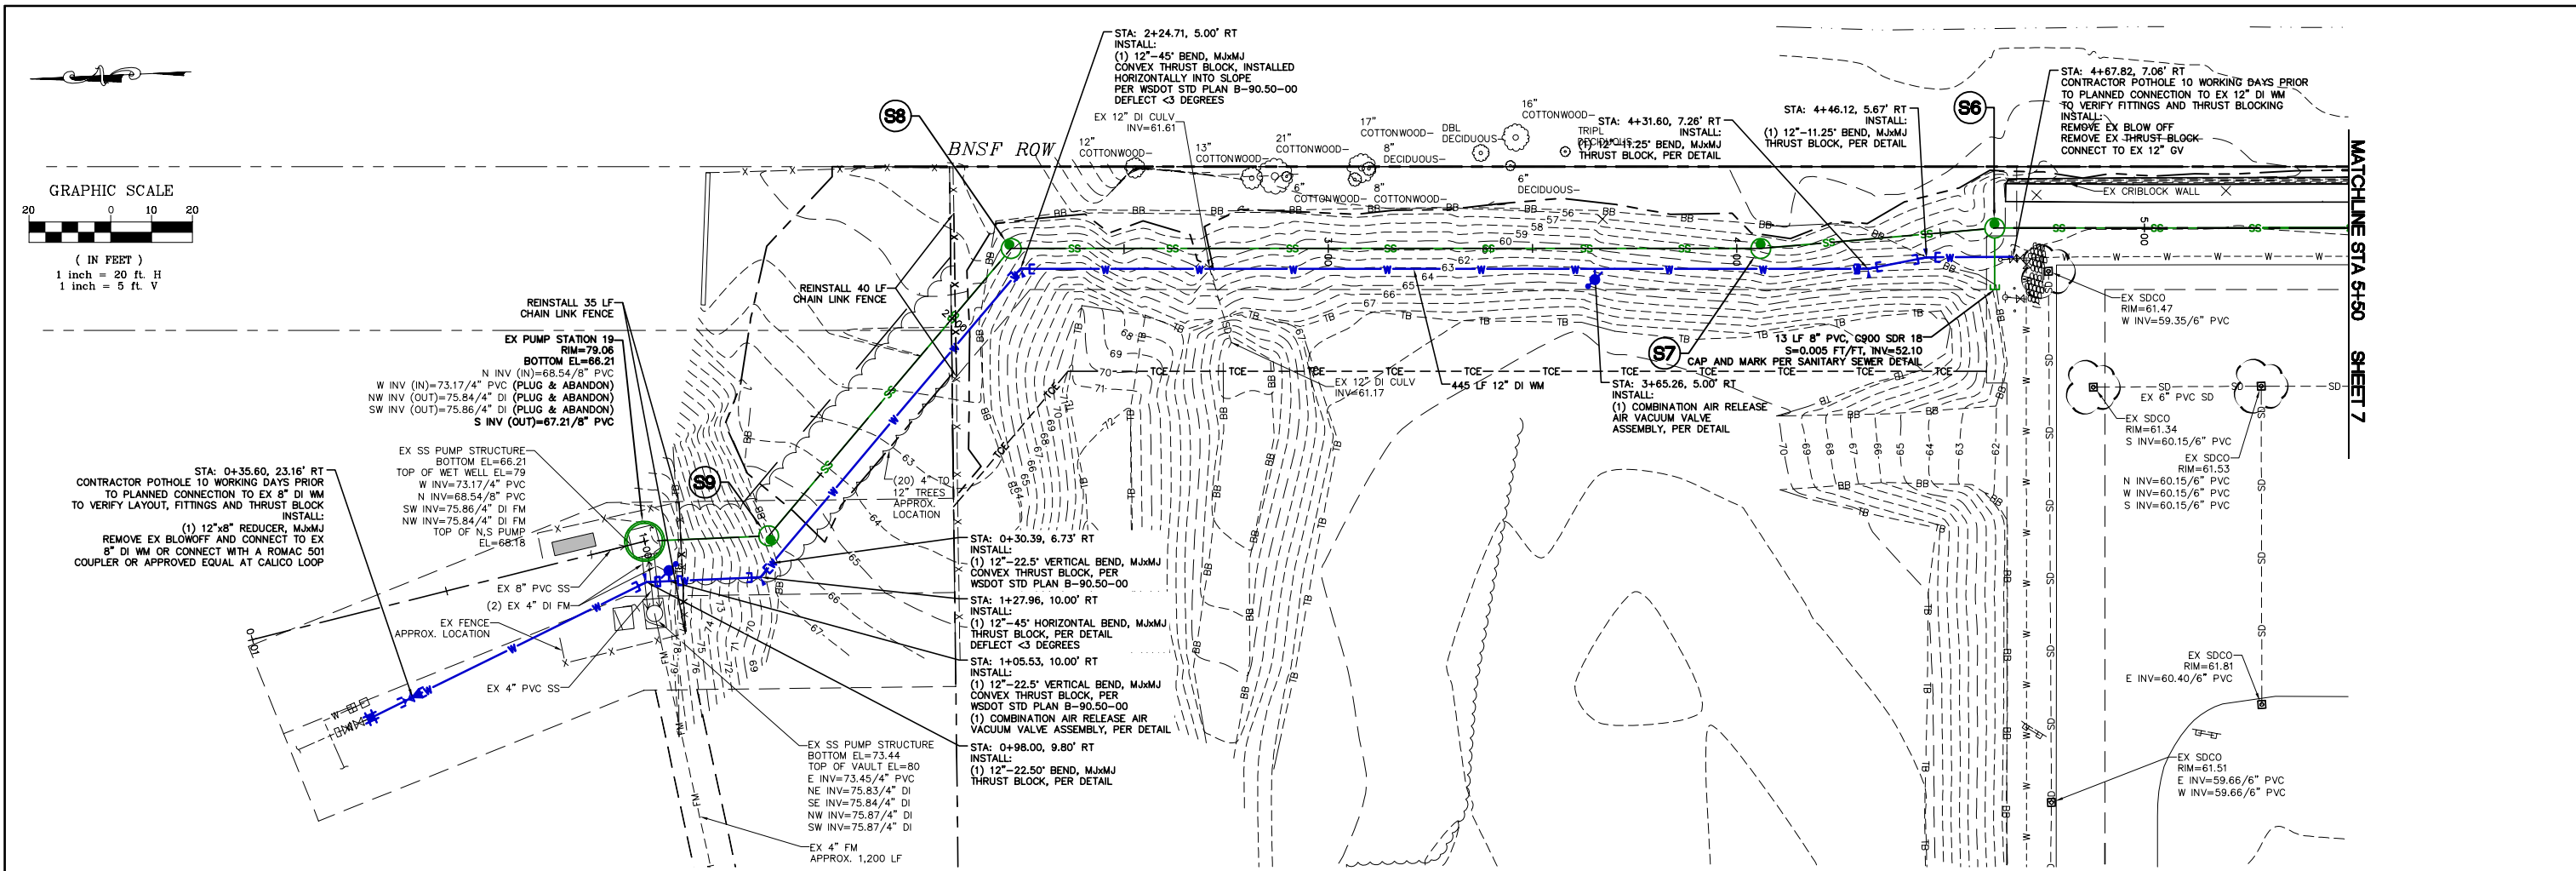 STA: 2+24.71, 5.00' RT
INSTALL:
(1) 12"-45° BEND, MJxMJ
CONVEX THRUST BLOCK, INSTALLED
HORIZONTALLY INTO SLOPE
PER WSDOT STD PLAN B-90.50-00
DEFLECT <3 DEGREES
S8
EX 12" DI CULV
INV=61.61
BNSF ROW
12"
COTTONWOOD
13"
COTTONWOOD
21"
COTTONWOOD
6"
COTTONWOOD
17"
COTTONWOOD
8"
DECIDUOUS
8"
COTTONWOOD
DBL
DECIDUOUS
16"
COTTONWOOD
TRIPL
DECIDUOUS
6"
DECIDUOUS
STA: 4+31.60, 7.26' RT
INSTALL:
(1) 12"-11.25° BEND, MJxMJ
THRUST BLOCK, PER DETAIL
STA: 4+46.12, 5.67' RT
INSTALL:
(1) 12"-11.25° BEND, MJxMJ
THRUST BLOCK, PER DETAIL
S6
STA: 4+67.82, 7.06' RT
CONTRACTOR POTHOLE 10 WORKING DAYS PRIOR
TO PLANNED CONNECTION TO EX 12" DI WM
TO VERIFY FITTINGS AND THRUST BLOCKING
INSTALL:
REMOVE EX BLOW OFF
REMOVE EX THRUST BLOCK
CONNECT TO EX 12" GV
EX CRIBLOCK WALL
MATCHLINE STA 5+50 SHEET 7
GRAPHIC SCALE
20 0 10 20
( IN FEET )
1 inch = 20 ft. H
1 inch = 5 ft. V
REINSTALL 35 LF
CHAIN LINK FENCE
REINSTALL 40 LF
CHAIN LINK FENCE
EX PUMP STATION 19
RIM=79.06
BOTTOM EL=66.21
N INV (IN)=68.54/8" PVC
W INV (IN)=73.17/4" PVC (PLUG & ABANDON)
NW INV (OUT)=75.84/4" DI (PLUG & ABANDON)
SW INV (OUT)=75.86/4" DI (PLUG & ABANDON)
S INV (OUT)=67.21/8" PVC
EX SS PUMP STRUCTURE
BOTTOM EL=66.21
TOP OF WET WELL EL=79
W INV=73.17/4" PVC
N INV=68.54/8" PVC
SW INV=75.86/4" DI FM
NW INV=75.84/4" DI FM
TOP OF N,S PUMP
EL=68.18
STA: 0+35.60, 23.16' RT
CONTRACTOR POTHOLE 10 WORKING DAYS PRIOR
TO PLANNED CONNECTION TO EX 8" DI WM
TO VERIFY LAYOUT, FITTINGS AND THRUST BLOCK
INSTALL:
(1) 12"x8" REDUCER, MJxMJ
REMOVE EX BLOWOFF AND CONNECT TO EX
8" DI WM OR CONNECT WITH A ROMAC 501
COUPLER OR APPROVED EQUAL AT CALICO LOOP
EX 8" PVC SS
(2) EX 4" DI FM
EX FENCE
APPROX. LOCATION
EX 4" PVC SS
S9
(20) 4" TO
12" TREES
APPROX.
LOCATION
STA: 0+30.39, 6.73' RT
INSTALL:
(1) 12"-22.5° VERTICAL BEND, MJxMJ
CONVEX THRUST BLOCK, PER
WSDOT STD PLAN B-90.50-00
STA: 1+27.96, 10.00' RT
INSTALL:
(1) 12"-45° HORIZONTAL BEND, MJxMJ
THRUST BLOCK, PER DETAIL
DEFLECT <3 DEGREES
STA: 1+05.53, 10.00' RT
INSTALL:
(1) 12"-22.5° VERTICAL BEND, MJxMJ
CONVEX THRUST BLOCK, PER
WSDOT STD PLAN B-90.50-00
(1) COMBINATION AIR RELEASE AIR
VACUUM VALVE ASSEMBLY, PER DETAIL
STA: 0+98.00, 9.80' RT
INSTALL:
(1) 12"-22.50° BEND, MJxMJ
THRUST BLOCK, PER DETAIL
EX SS PUMP STRUCTURE
BOTTOM EL=73.44
TOP OF VAULT EL=80
E INV=73.45/4" PVC
NE INV=75.83/4" DI
SE INV=75.84/4" DI
NW INV=75.87/4" DI
SW INV=75.87/4" DI
EX 4" FM
APPROX. 1,200 LF
EX 12" DI CULV
INV=61.17
445 LF 12" DI WM
S7
13 LF 8" PVC, C900 SDR 18
S=0.005 FT/FT, INV=52.10
CAP AND MARK PER SANITARY SEWER DETAIL
STA: 3+65.26, 5.00' RT
INSTALL:
(1) COMBINATION AIR RELEASE
AIR VACUUM VALVE
ASSEMBLY, PER DETAIL
EX SDCO
RIM=61.47
W INV=59.35/6" PVC
EX 6" PVC SD
EX SDCO
RIM=61.34
S INV=60.15/6" PVC
EX SDCO
RIM=61.53
N INV=60.15/6" PVC
W INV=60.15/6" PVC
S INV=60.15/6" PVC
EX SDCO
RIM=61.81
E INV=60.40/6" PVC
EX SDCO
RIM=61.51
E INV=59.66/6" PVC
W INV=59.66/6" PVC
3+00
4+00
5+00